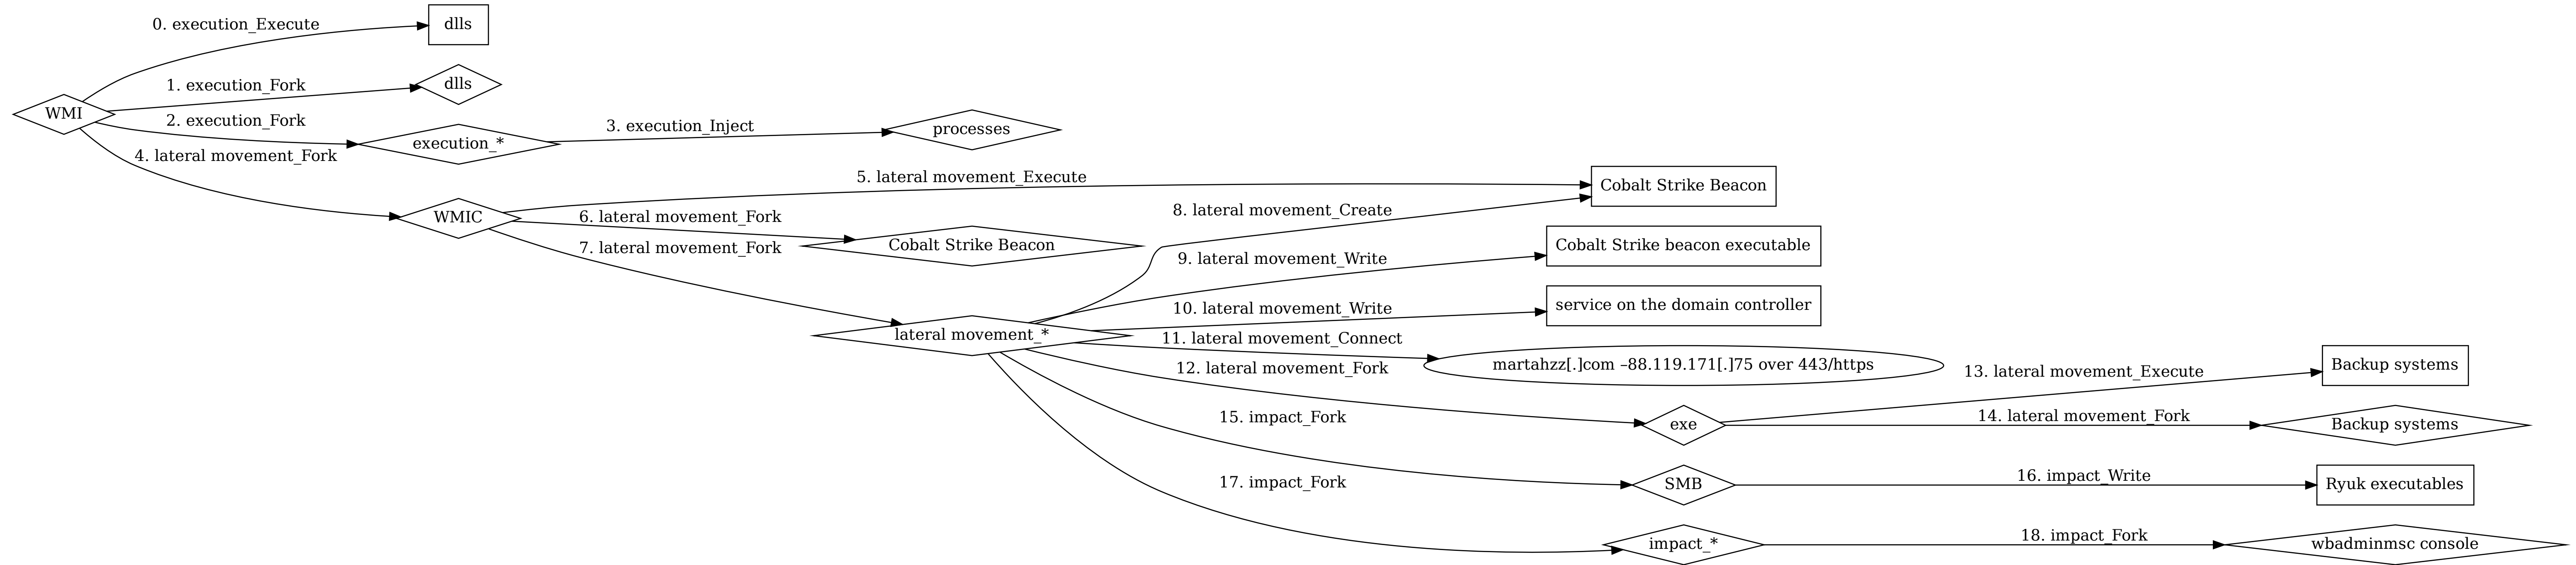 0. execution_Execute
dlls
1. execution_Fork
dlls
WMI
2. execution_Fork
execution_*
3. execution_Inject
processes
4. lateral movement_Fork
WMIC
5. lateral movement_Execute
Cobalt Strike Beacon
6. lateral movement_Fork
Cobalt Strike Beacon
7. lateral movement_Fork
8. lateral movement_Create
9. lateral movement_Write
Cobalt Strike beacon executable
10. lateral movement_Write
service on the domain controller
lateral movement_*
11. lateral movement_Connect
martahzz[.]com –88.119.171[.]75 over 443/https
12. lateral movement_Fork
exe
13. lateral movement_Execute
Backup systems
14. lateral movement_Fork
Backup systems
15. impact_Fork
SMB
16. impact_Write
Ryuk executables
17. impact_Fork
impact_*
18. impact_Fork
wbadminmsc console